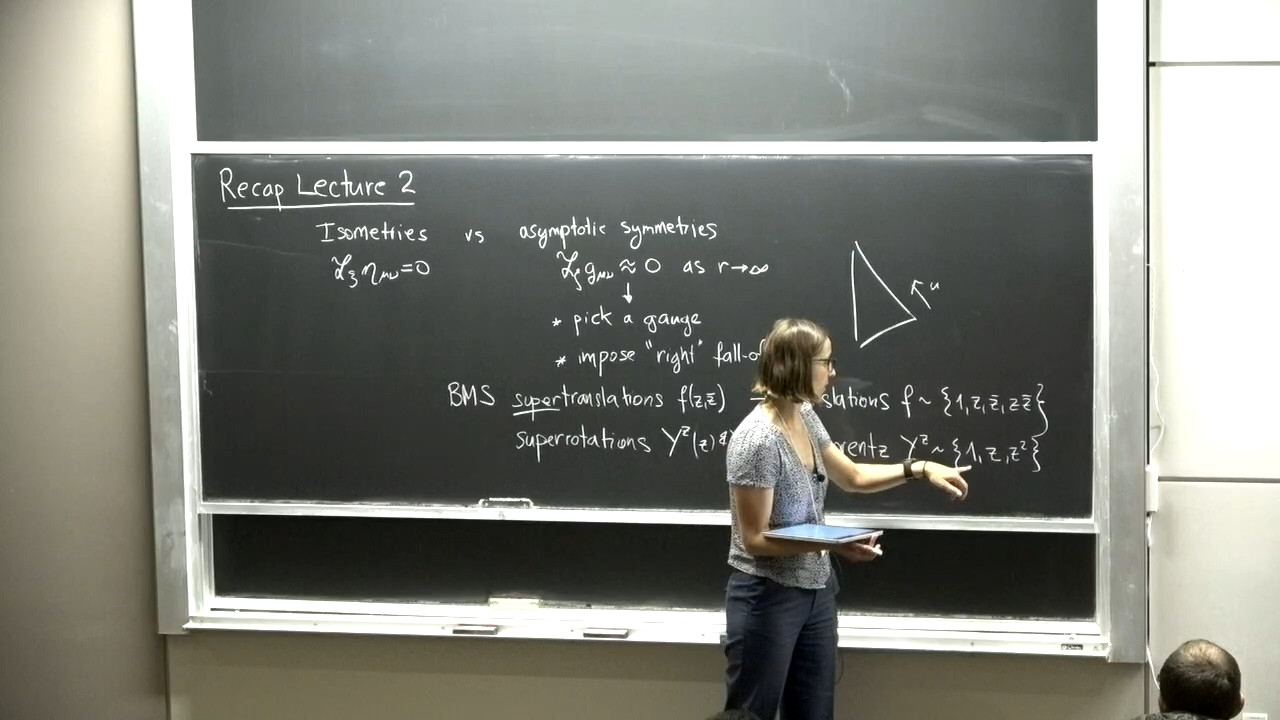 Recap Lecture 2
Isometries vs asymptotic symmetries
ℒ_ξ η_μν = 0 ℒ_ξ g_μν ≈ 0 as r→∞
↓
* pick a gauge
* impose "right" fall-of
u
BMS supertranslations f(z,z̄) slations f ~ {1, z, z̄, zz̄}
superrotations Y^z(z) & rentz Y^z ~ {1, z, z²}